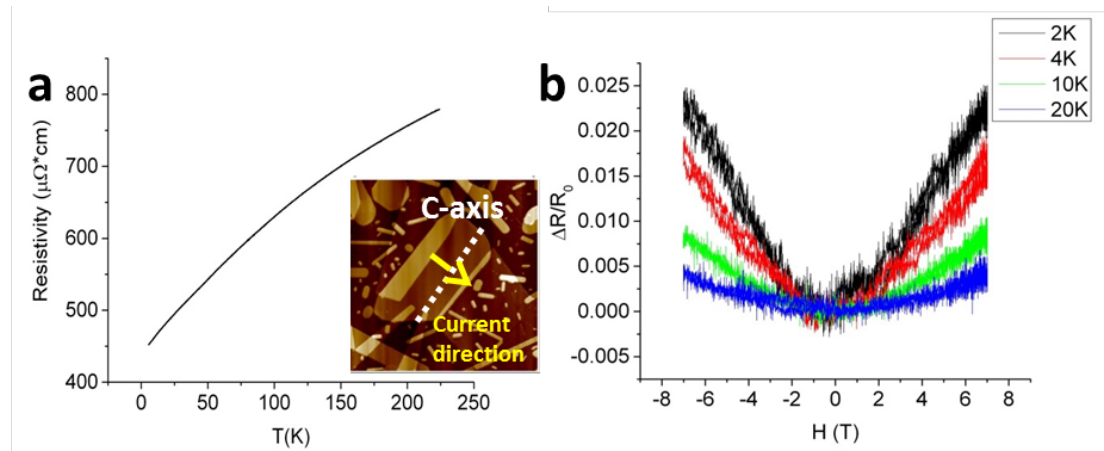 a
Resistivity (μΩ*cm)
800
700
600
500
400
0
50
100
150
200
250
T(K)
C-axis
Current
direction
b
2K
4K
10K
20K
ΔR/R0
0.025
0.020
0.015
0.010
0.005
0.000
-0.005
-8
-6
-4
-2
0
2
4
6
8
H (T)